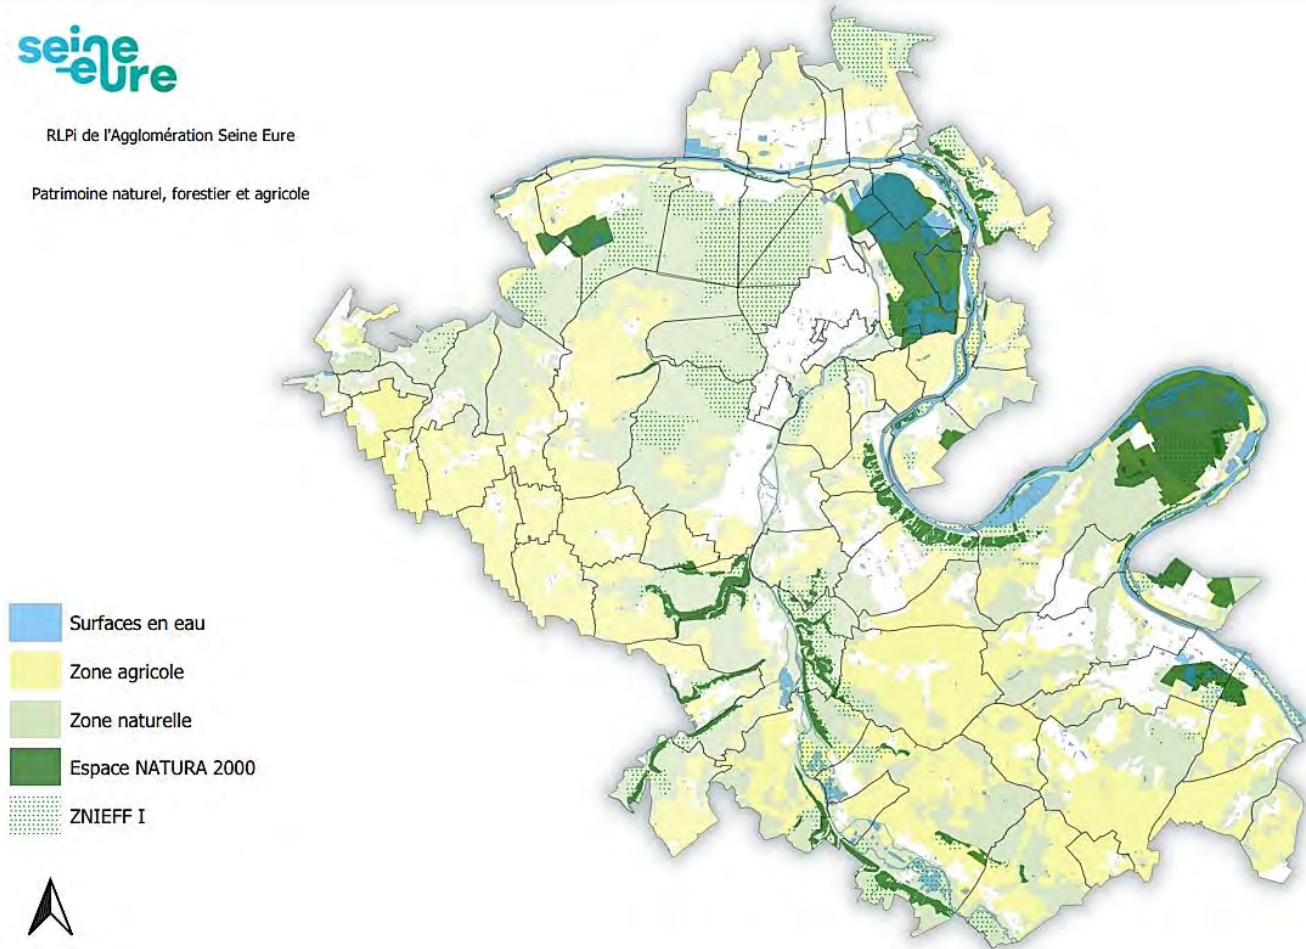 seine
-eure
RLPi de l'Agglomération Seine Eure
Patrimoine naturel, forestier et agricole
Surfaces en eau
Zone agricole
Zone naturelle
Espace NATURA 2000
ZNIEFF I